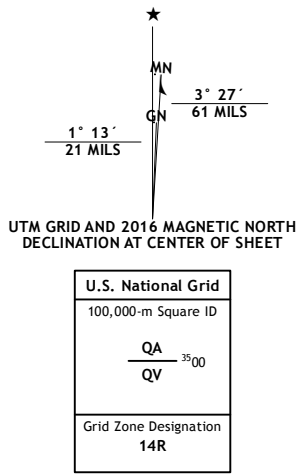 MN
GN
3° 27´
61 MILS
1° 13´
21 MILS
UTM GRID AND 2016 MAGNETIC NORTH
DECLINATION AT CENTER OF SHEET
U.S. National Grid
100,000-m Square ID
QA
3500
QV
Grid Zone Designation
14R